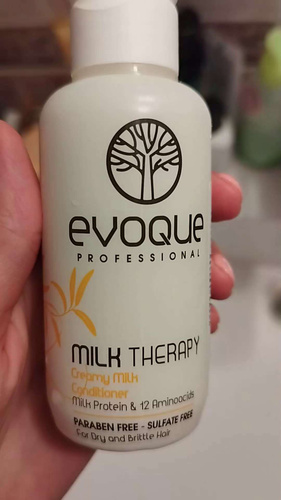 evoque
PROFESSIONAL
MILK THERAPY
Creamy Milk
Conditioner
Milk Protein & 12 Aminoacids
PARABEN FREE - SULFATE FREE
For Dry and Brittle Hair